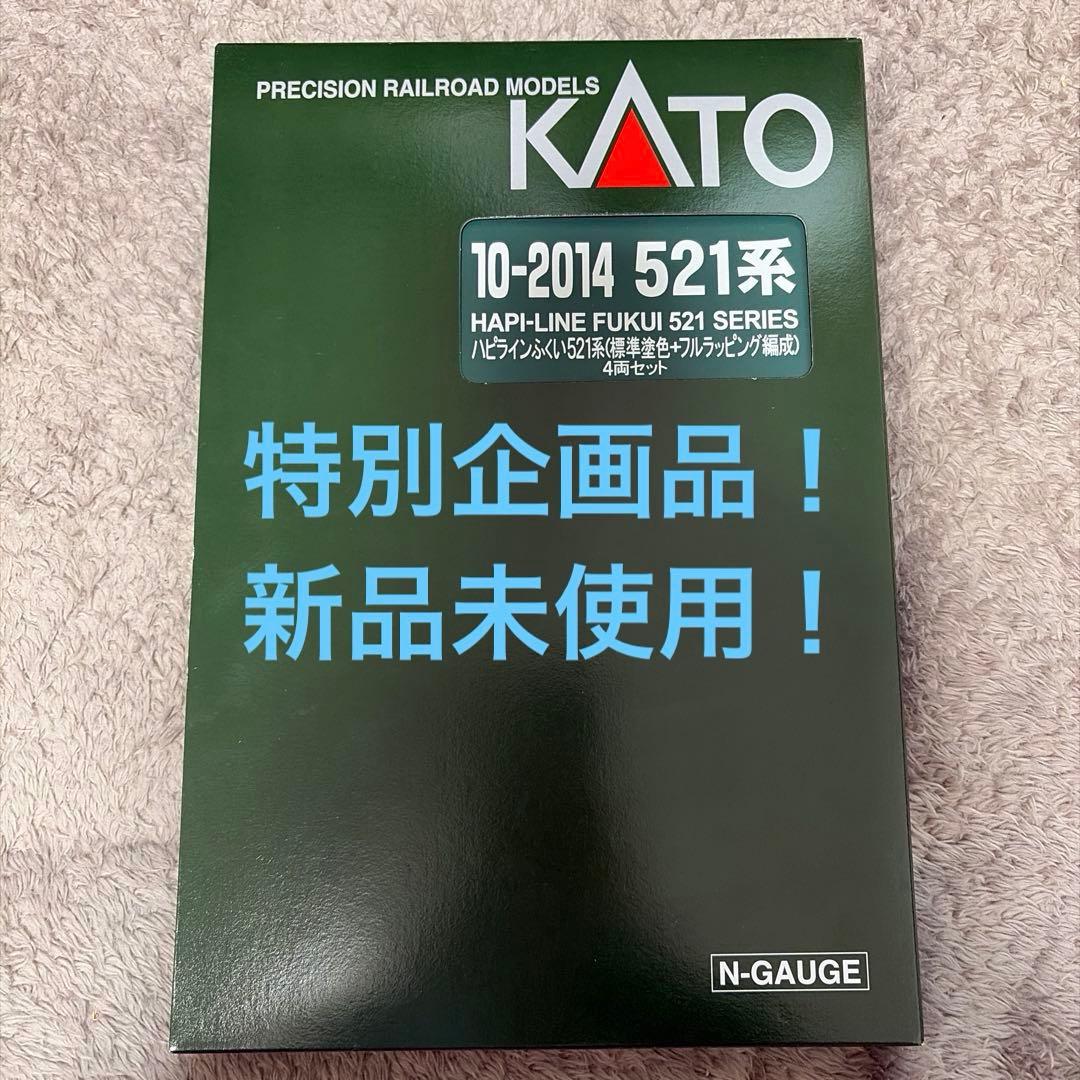 PRECISION RAILROAD MODELS
KATO
10-2014 521系
HAPI-LINE FUKUI 521 SERIES
ハピラインふくい521系(標準塗色+フルラッピング編成)
4両セット
特別企画品！
新品未使用！
N-GAUGE